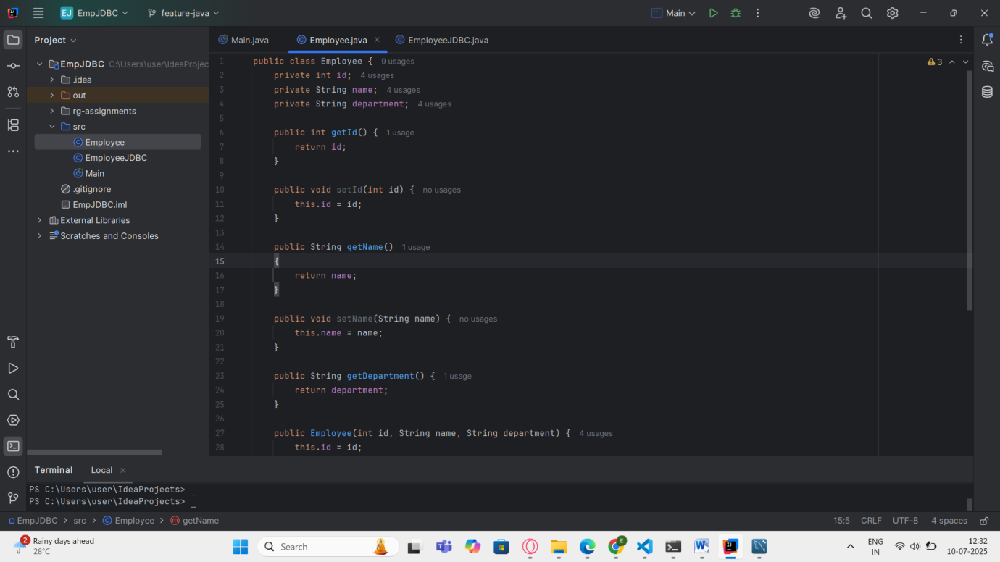 EJ EmpJDBC feature-java Main
Project
EmpJDBC C:\Users\user\IdeaProjec
.idea
out
rg-assignments
src
Employee
EmployeeJDBC
Main
.gitignore
EmpJDBC.iml
External Libraries
Scratches and Consoles
Main.java Employee.java EmployeeJDBC.java
3
1 public class Employee { 9 usages
2 private int id; 4 usages
3 private String name; 4 usages
4 private String department; 4 usages
5
6 public int getId() { 1 usage
7 return id;
8 }
9
10 public void setId(int id) { no usages
11 this.id = id;
12 }
13
14 public String getName() 1 usage
15 {
16 return name;
17 }
18
19 public void setName(String name) { no usages
20 this.name = name;
21 }
22
23 public String getDepartment() { 1 usage
24 return department;
25 }
26
27 public Employee(int id, String name, String department) { 4 usages
28 this.id = id;
Terminal Local
PS C:\Users\user\IdeaProjects>
PS C:\Users\user\IdeaProjects>
EmpJDBC > src > Employee > getName 15:5 CRLF UTF-8 4 spaces
2 Rainy days ahead
28°C
Search
E
ENG
IN
12:32
10-07-2025